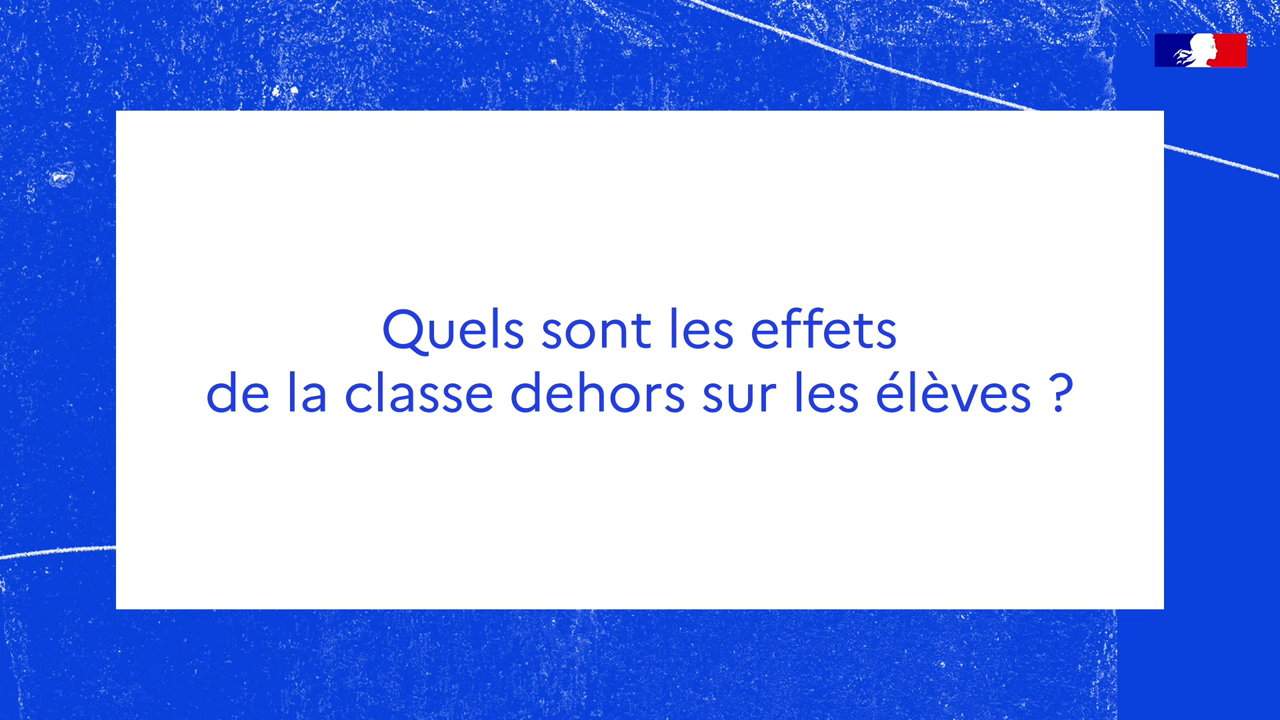 Quels sont les effets
de la classe dehors sur les élèves ?